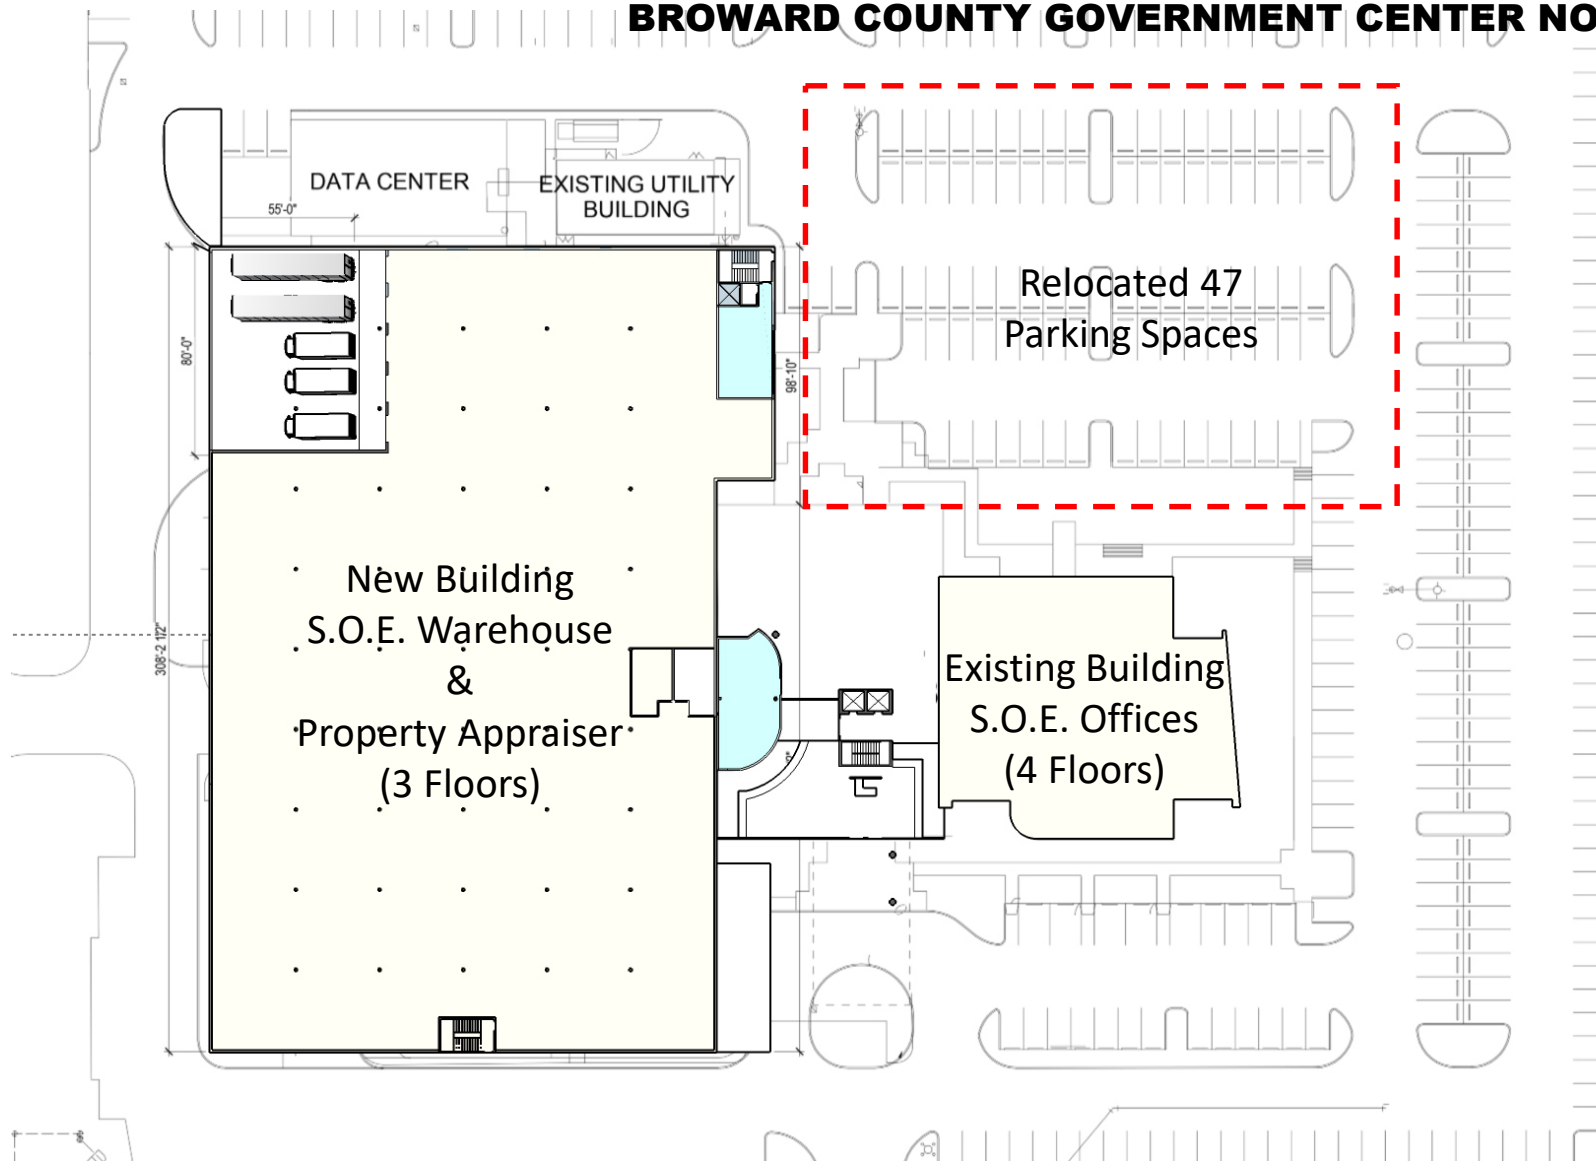 BROWARD COUNTY GOVERNMENT CENTER NO
DATA CENTER
EXISTING UTILITY
BUILDING
55'-0"
80'-0"
98'-10"
308'-2 1/2"
Relocated 47
Parking Spaces
New Building
S.O.E. Warehouse
&
Property Appraiser
(3 Floors)
Existing Building
S.O.E. Offices
(4 Floors)